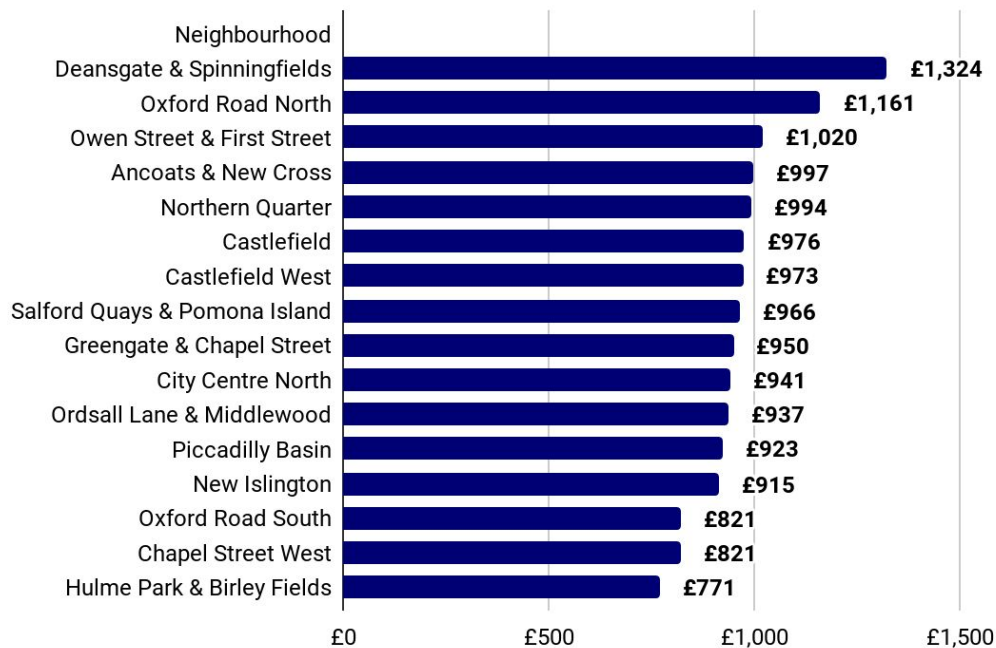 Neighbourhood
Deansgate & Spinningfields £1,324
Oxford Road North £1,161
Owen Street & First Street £1,020
Ancoats & New Cross £997
Northern Quarter £994
Castlefield £976
Castlefield West £973
Salford Quays & Pomona Island £966
Greengate & Chapel Street £950
City Centre North £941
Ordsall Lane & Middlewood £937
Piccadilly Basin £923
New Islington £915
Oxford Road South £821
Chapel Street West £821
Hulme Park & Birley Fields £771
£0 £500 £1,000 £1,500